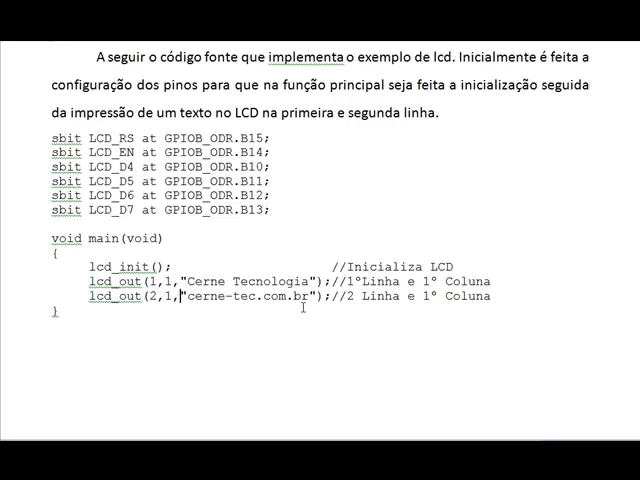 A seguir o código fonte que implementa o exemplo de lcd. Inicialmente é feita a
configuração dos pinos para que na função principal seja feita a inicialização seguida
da impressão de um texto no LCD na primeira e segunda linha.
sbit LCD_RS at GPIOB_ODR.B15;
sbit LCD_EN at GPIOB_ODR.B14;
sbit LCD_D4 at GPIOB_ODR.B10;
sbit LCD_D5 at GPIOB_ODR.B11;
sbit LCD_D6 at GPIOB_ODR.B12;
sbit LCD_D7 at GPIOB_ODR.B13;
void main(void)
{
lcd_init(); //Inicializa LCD
lcd_out(1,1,"Cerne Tecnologia");//1ºLinha e 1º Coluna
lcd_out(2,1,"cerne-tec.com.br");//2 Linha e 1º Coluna
}